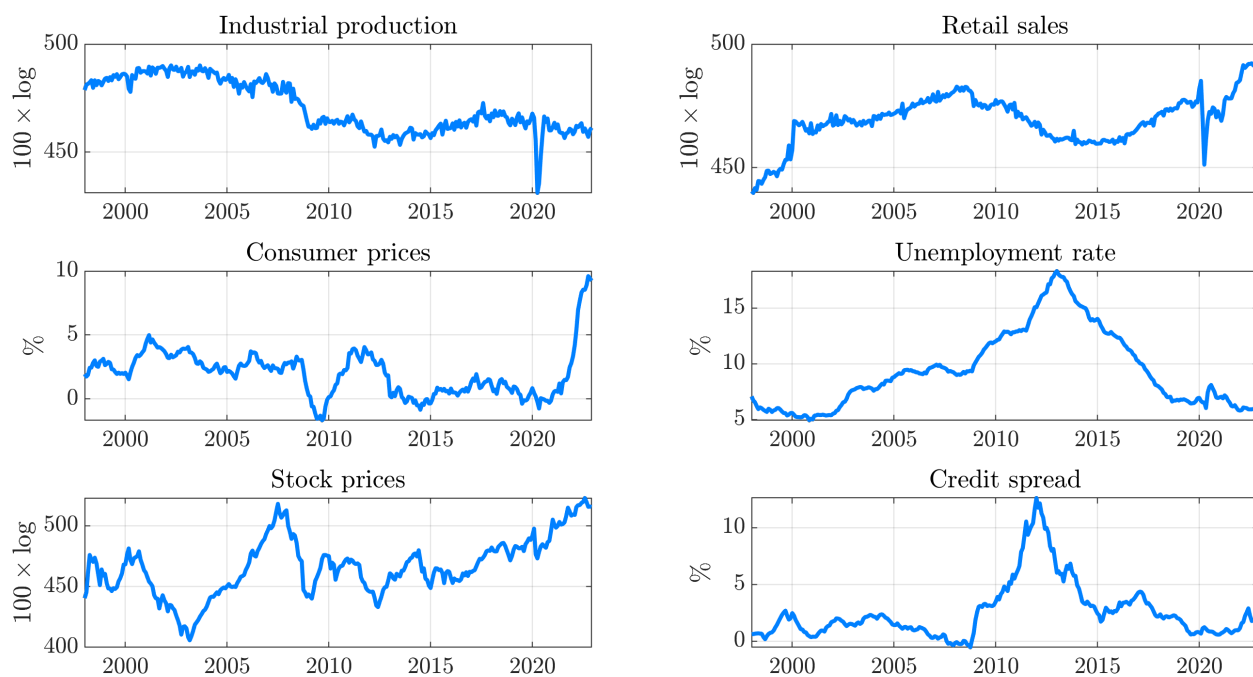 Industrial production
500
450
100 × log
2000 2005 2010 2015 2020
Retail sales
500
450
100 × log
2000 2005 2010 2015 2020
Consumer prices
10
5
0
%
2000 2005 2010 2015 2020
Unemployment rate
15
10
5
%
2000 2005 2010 2015 2020
Stock prices
500
450
400
100 × log
2000 2005 2010 2015 2020
Credit spread
10
5
0
%
2000 2005 2010 2015 2020